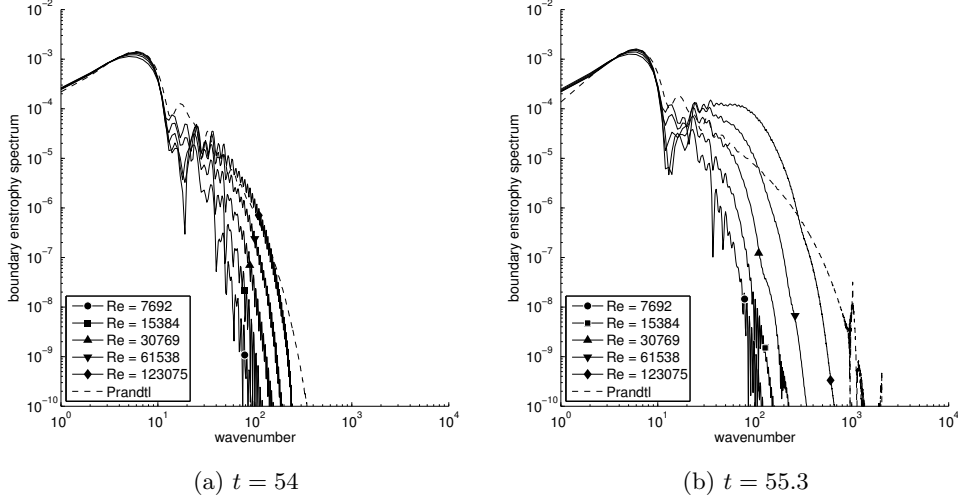 10^-2
10^-3
10^-4
10^-5
10^-6
10^-7
10^-8
10^-9
10^-10
boundary enstrophy spectrum
Re = 7692
Re = 15384
Re = 30769
Re = 61538
Re = 123075
Prandtl
10^0 10^1 10^2 10^3 10^4
wavenumber
(a) t = 54
10^-2
10^-3
10^-4
10^-5
10^-6
10^-7
10^-8
10^-9
10^-10
boundary enstrophy spectrum
Re = 7692
Re = 15384
Re = 30769
Re = 61538
Re = 123075
Prandtl
10^0 10^1 10^2 10^3 10^4
wavenumber
(b) t = 55.3